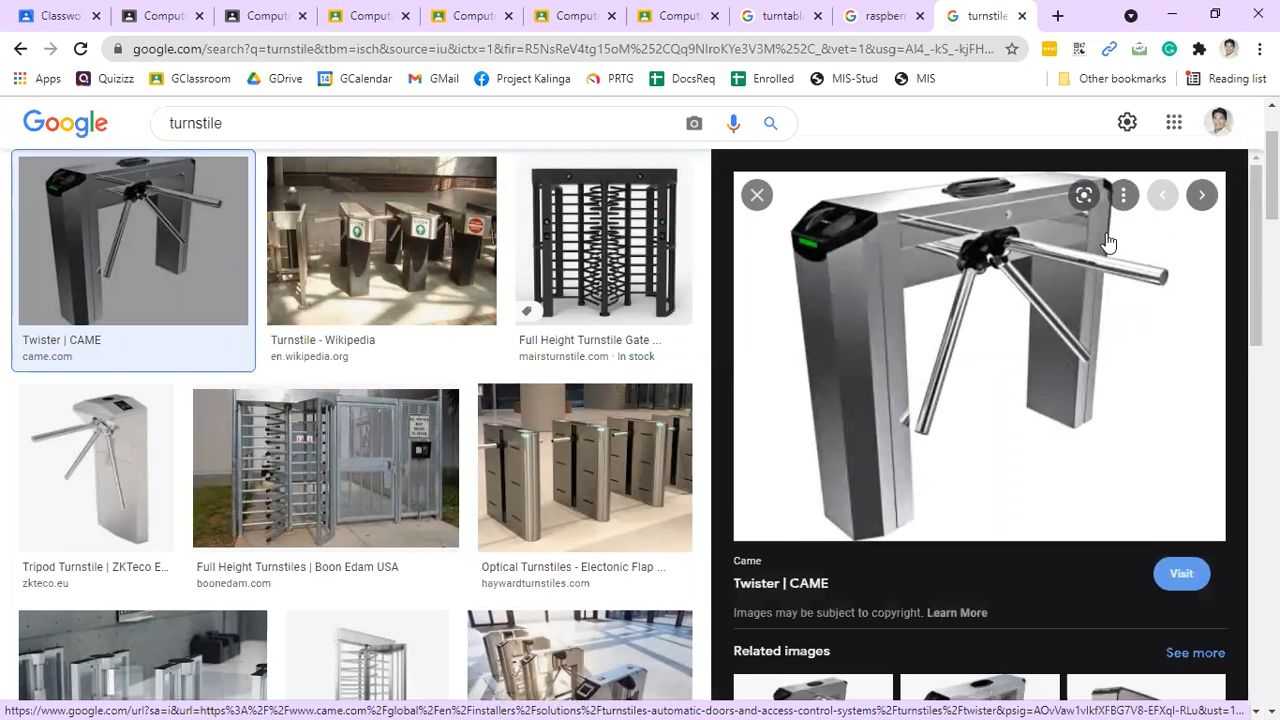 Classwo
Comput
Compute
Comput
Compute
Compute
Compute
turntabl
raspberr
turnstile
google.com/search?q=turnstile&tbm=isch&source=iu&ictx=1&fir=R5NsReV4tg15oM%252CQq9NlroKYe3V3M%252C_&vet=1&usg=AI4_-kS_-kjFH...
Apps Quizizz GClassroom GDrive GCalendar GMail Project Kalinga PRTG DocsReq Enrolled MIS-Stud MIS Other bookmarks Reading list
Google turnstile
Twister | CAME
came.com
Turnstile - Wikipedia
en.wikipedia.org
Full Height Turnstile Gate ...
mairsturnstile.com · In stock
Tripod Turnstile | ZKTeco E...
zkteco.eu
Full Height Turnstiles | Boon Edam USA
boonedam.com
Optical Turnstiles - Electonic Flap ...
haywardturnstiles.com
Came
Twister | CAME
Visit
Images may be subject to copyright. Learn More
Related images
See more
https://www.google.com/url?sa=i&url=https%3A%2F%2Fwww.came.com%2Fglobal%2Fen%2Finstallers%2Fsolutions%2Fturnstiles-automatic-doors-and-access-control-systems%2Fturnstiles%2Ftwister&psig=AOvVaw1vlkfXFBG7V8-EFXqI-RLu&ust=1...